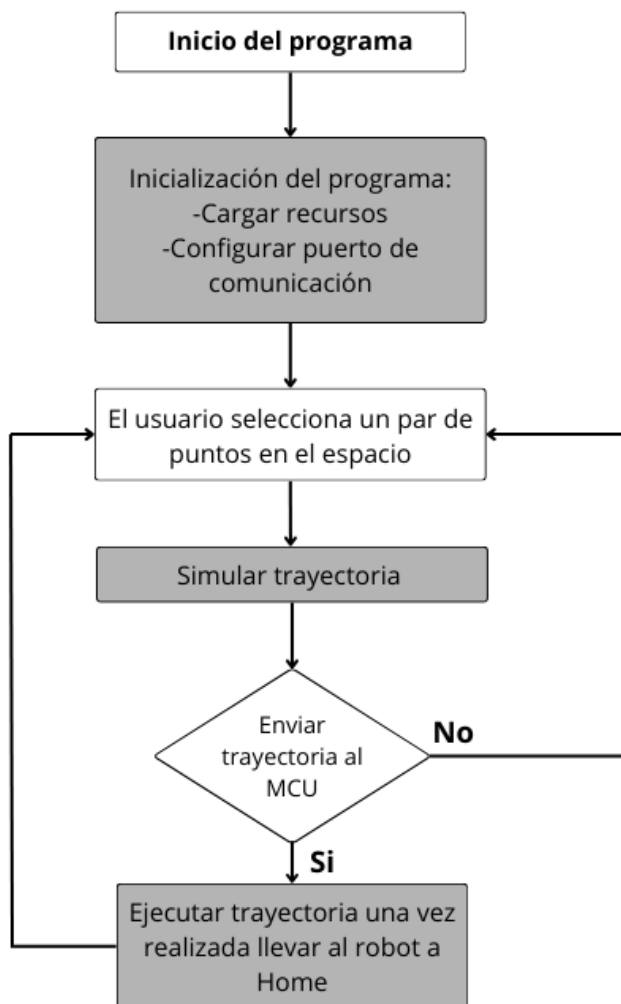 Inicio del programa
Inicialización del programa:
-Cargar recursos
-Configurar puerto de
comunicación
El usuario selecciona un par de
puntos en el espacio
Simular trayectoria
Enviar
trayectoria al
MCU
No
Si
Ejecutar trayectoria una vez
realizada llevar al robot a
Home